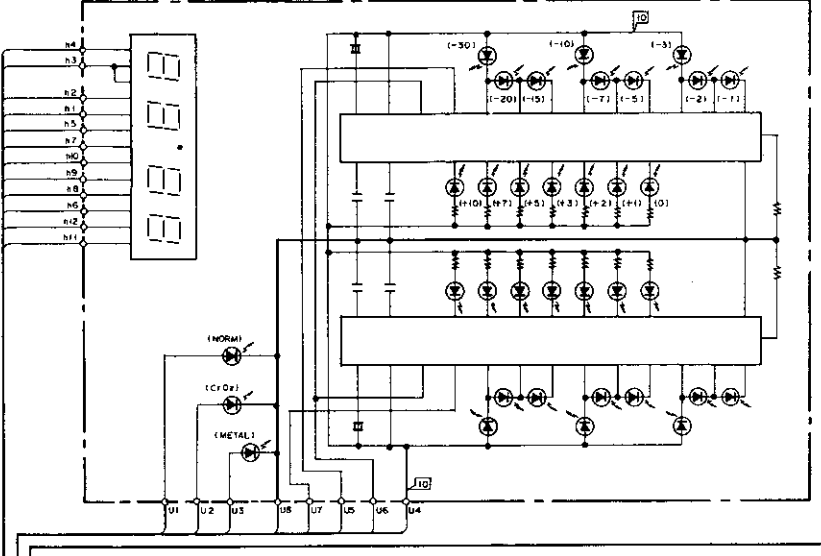 10
h4
h3
h2
h1
h5
h7
h10
h9
h8
h6
h12
h11
(-30) (-10) (-3)
(-20) (-5) (-7) (-5) (-2) (-1)
(+10) (+7) (+5) (+3) (+2) (+1) (0)
(NORM)
(CrO2)
(METAL)
10
U1 U2 U3 U8 U7 U5 U6 U4